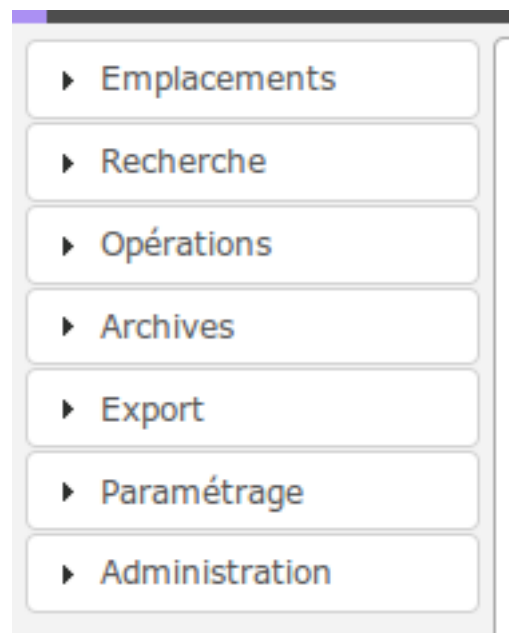 Emplacements
Recherche
Opérations
Archives
Export
Paramétrage
Administration